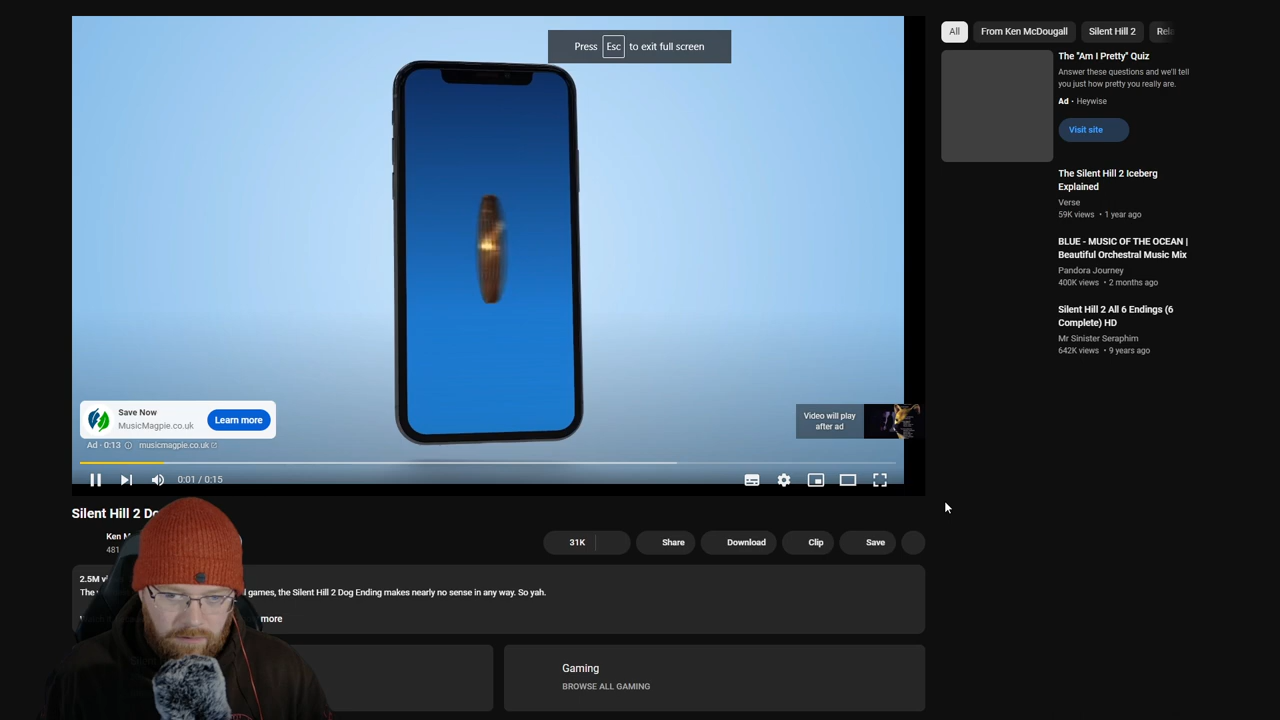 Press Esc to exit full screen
Save Now
MusicMagpie.co.uk
Learn more
Ad · 0:13 musicmagpie.co.uk
Video will play
after ad
0:01 / 0:15
Silent Hill 2
Ken
481
31K
Share
Download
Clip
Save
2.5M
The games, the Silent Hill 2 Dog Ending makes nearly no sense in any way. So yah.
more
Gaming
BROWSE ALL GAMING
All
From Ken McDougall
Silent Hill 2
The "Am I Pretty" Quiz
Answer these questions and we'll tell
you just how pretty you really are.
Ad · Heywise
Visit site
The Silent Hill 2 Iceberg
Explained
Verse
59K views • 1 year ago
BLUE - MUSIC OF THE OCEAN |
Beautiful Orchestral Music Mix
Pandora Journey
400K views • 2 months ago
Silent Hill 2 All 6 Endings (6
Complete) HD
Mr Sinister Seraphim
642K views • 9 years ago